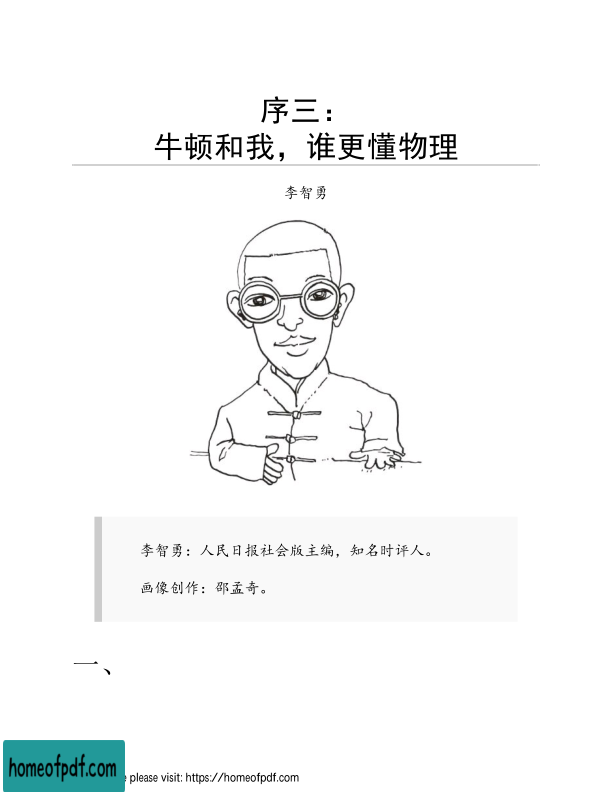 序三：
牛顿和我，谁更懂物理
李智勇
李智勇：人民日报社会版主编，知名时评人。
画像创作：邵孟奇。
一、
homeofpdf.com
e please visit: https://homeofpdf.com